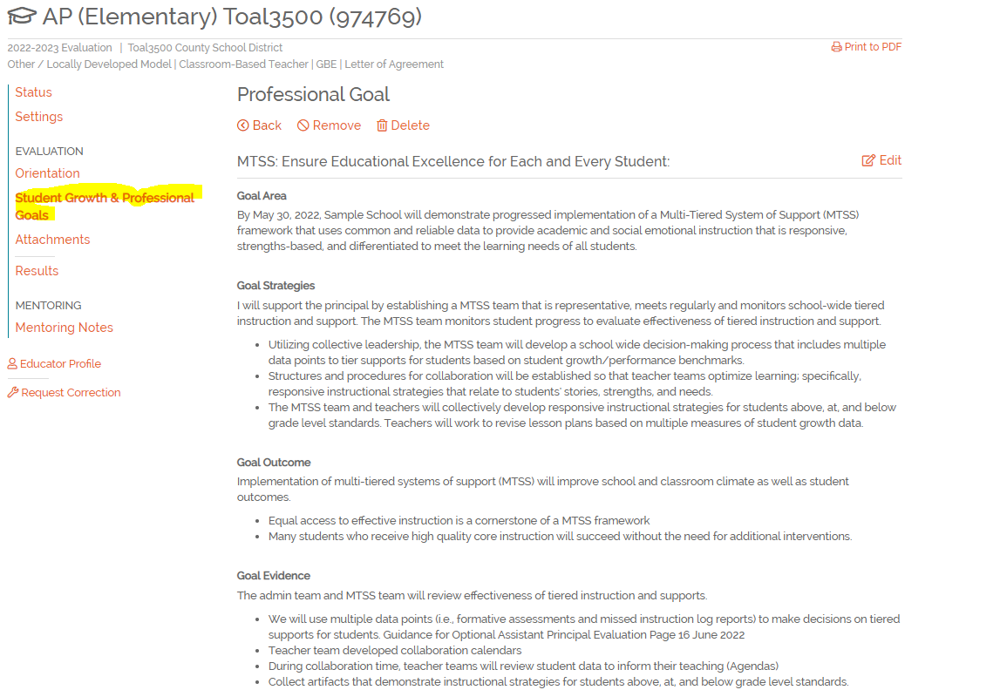 AP (Elementary) Toal3500 (974769)
2022-2023 Evaluation | Toal3500 County School District
Print to PDF
Other / Locally Developed Model | Classroom-Based Teacher | GBE | Letter of Agreement
Status
Settings
EVALUATION
Orientation
Student Growth & Professional
Goals
Attachments
Results
MENTORING
Mentoring Notes
Educator Profile
Request Correction
Professional Goal
Back Remove Delete
MTSS: Ensure Educational Excellence for Each and Every Student:
Edit
Goal Area
By May 30, 2022, Sample School will demonstrate progressed implementation of a Multi-Tiered System of Support (MTSS)
framework that uses common and reliable data to provide academic and social emotional instruction that is responsive,
strengths-based, and differentiated to meet the learning needs of all students.
Goal Strategies
I will support the principal by establishing a MTSS team that is representative, meets regularly and monitors school-wide tiered
instruction and support. The MTSS team monitors student progress to evaluate effectiveness of tiered instruction and support.
• Utilizing collective leadership, the MTSS team will develop a school wide decision-making process that includes multiple
data points to tier supports for students based on student growth/performance benchmarks.
• Structures and procedures for collaboration will be established so that teacher teams optimize learning; specifically,
responsive instructional strategies that relate to students' stories, strengths, and needs.
• The MTSS team and teachers will collectively develop responsive instructional strategies for students above, at, and below
grade level standards. Teachers will work to revise lesson plans based on multiple measures of student growth data.
Goal Outcome
Implementation of multi-tiered systems of support (MTSS) will improve school and classroom climate as well as student
outcomes.
• Equal access to effective instruction is a cornerstone of a MTSS framework
• Many students who receive high quality core instruction will succeed without the need for additional interventions.
Goal Evidence
The admin team and MTSS team will review effectiveness of tiered instruction and supports.
• We will use multiple data points (i.e., formative assessments and missed instruction log reports) to make decisions on tiered
supports for students. Guidance for Optional Assistant Principal Evaluation Page 16 June 2022
• Teacher team developed collaboration calendars
• During collaboration time, teacher teams will review student data to inform their teaching (Agendas)
• Collect artifacts that demonstrate instructional strategies for students above, at, and below grade level standards.